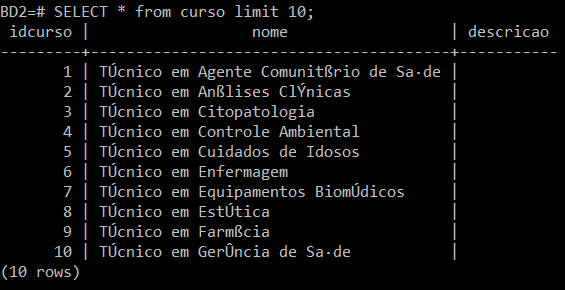 BD2=# SELECT * from curso limit 10;
 idcurso |                  nome                   | descricao
---------+-----------------------------------------+-----------
       1 | TÚcnico em Agente Comunitßrio de Sa·de |
       2 | TÚcnico em Anßlises ClÝnicas            |
       3 | TÚcnico em Citopatologia                |
       4 | TÚcnico em Controle Ambiental           |
       5 | TÚcnico em Cuidados de Idosos           |
       6 | TÚcnico em Enfermagem                   |
       7 | TÚcnico em Equipamentos BiomÚdicos      |
       8 | TÚcnico em EstÚtica                     |
       9 | TÚcnico em Farmßcia                     |
      10 | TÚcnico em GerÛncia de Sa·de            |
(10 rows)